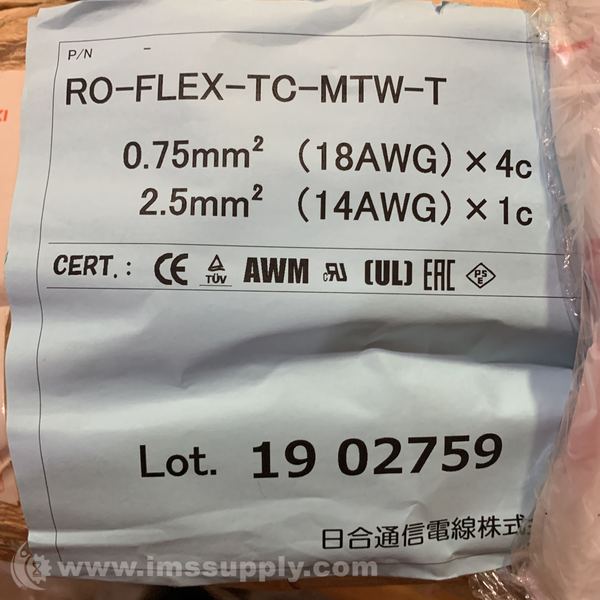 P/N –
RO-FLEX-TC-MTW-T
0.75mm² (18AWG) × 4c
2.5mm² (14AWG) × 1c
CERT. : CE TÜV AWM c RU (UL) EAC PSE
Lot. 19 02759
日合通信電線株式
www.imssupply.com